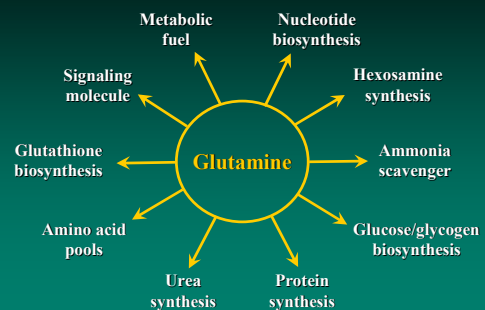 Metabolic
fuel
Nucleotide
biosynthesis
Signaling
molecule
Hexosamine
synthesis
Glutathione
biosynthesis
Glutamine
Ammonia
scavenger
Amino acid
pools
Glucose/glycogen
biosynthesis
Urea
synthesis
Protein
synthesis